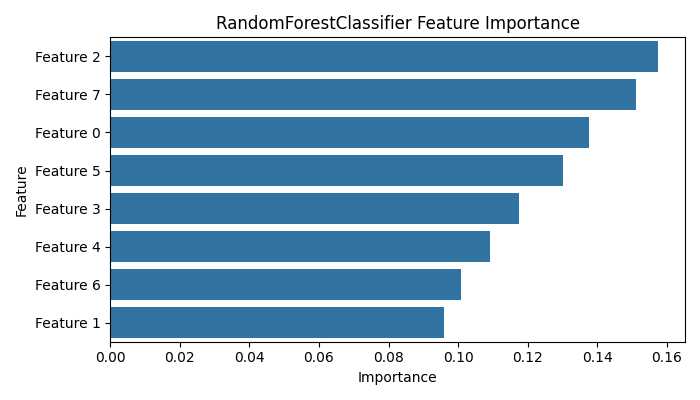 RandomForestClassifier Feature Importance
Feature
Feature 2
Feature 7
Feature 0
Feature 5
Feature 3
Feature 4
Feature 6
Feature 1
0.00 0.02 0.04 0.06 0.08 0.10 0.12 0.14 0.16
Importance